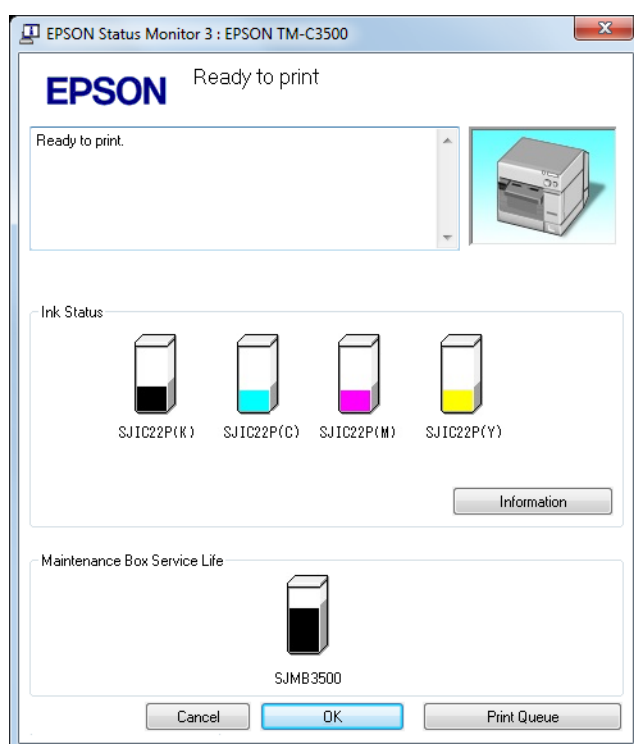 EPSON Status Monitor 3 : EPSON TM-C3500
EPSON
Ready to print
Ready to print.
Ink Status
SJIC22P(K) SJIC22P(C) SJIC22P(M) SJIC22P(Y)
Information
Maintenance Box Service Life
SJMB3500
Cancel OK Print Queue